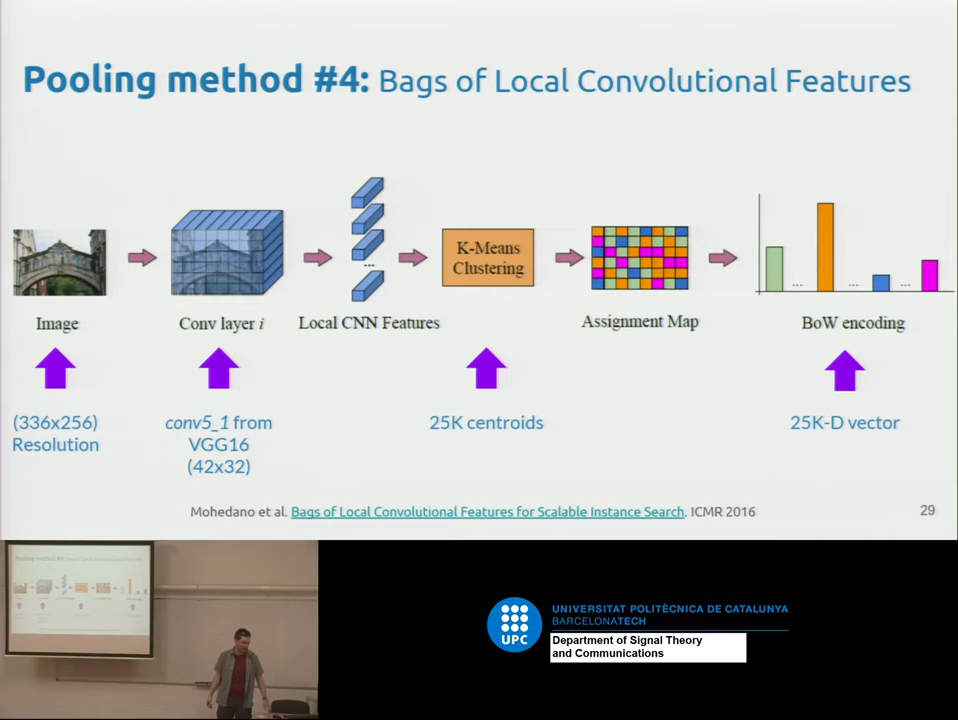 Pooling method #4: Bags of Local Convolutional Features
K-Means
Clustering
...
... ... ...
Image
Conv layer i
Local CNN Features
Assignment Map
BoW encoding
(336x256)
Resolution
conv5_1 from
VGG16
(42x32)
25K centroids
25K-D vector
Mohedano et al. Bags of Local Convolutional Features for Scalable Instance Search. ICMR 2016
29
UPC
UNIVERSITAT POLITÈCNICA DE CATALUNYA
BARCELONATECH
Department of Signal Theory
and Communications